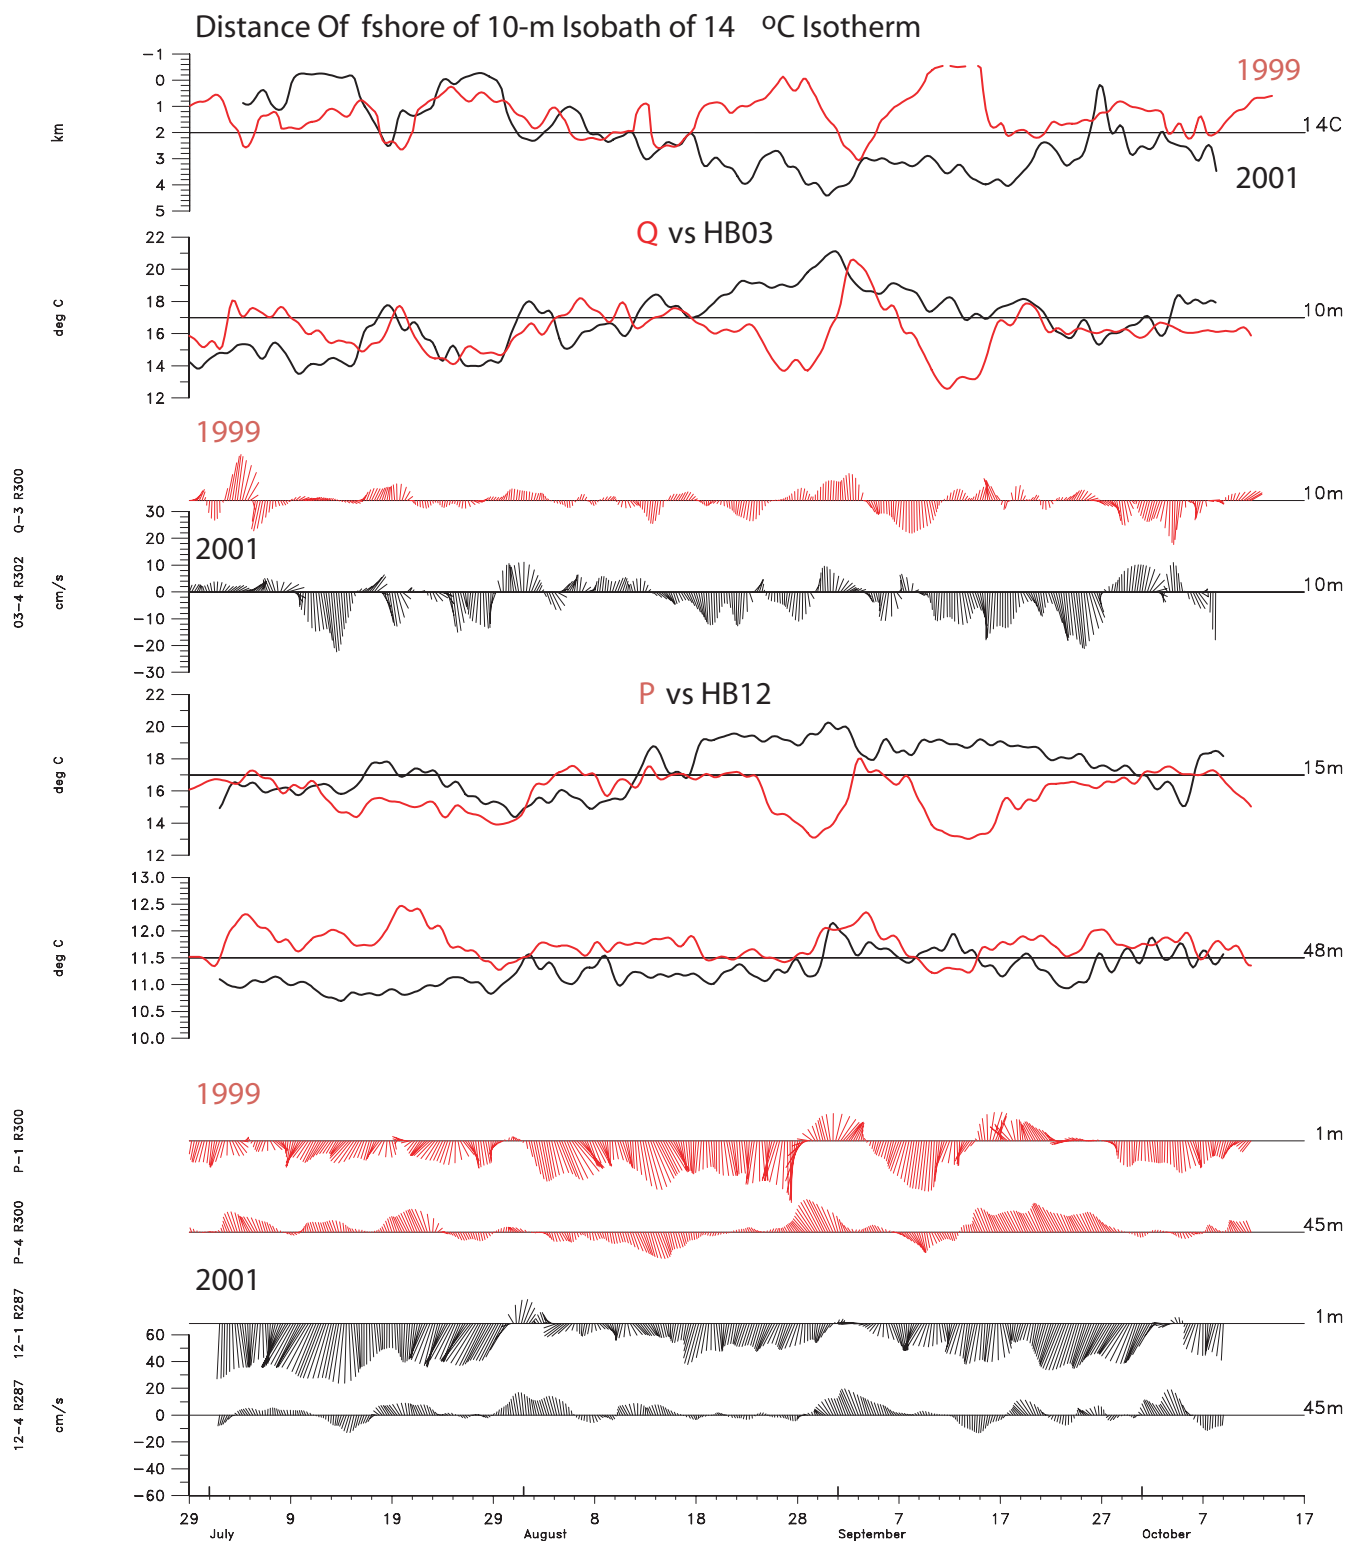 Distance Of fshore of 10-m Isobath of 14 ºC Isotherm
−1
0
1
2
3
4
5
km
1999
14C
2001
Q vs HB03
22
20
18
16
14
12
deg C
10m
1999
Q−3 R300
10m
30
20
10
0
−10
−20
−30
2001
03−4 R302
cm/s
10m
P vs HB12
22
20
18
16
14
12
deg C
15m
13.0
12.5
12.0
11.5
11.0
10.5
10.0
deg C
48m
1999
P−1 R300
1m
P−4 R300
45m
2001
12−1 R287
1m
60
40
20
0
−20
−40
−60
12−4 R287
cm/s
45m
29 9 19 29 8 18 28 7 17 27 7 17
July August September October